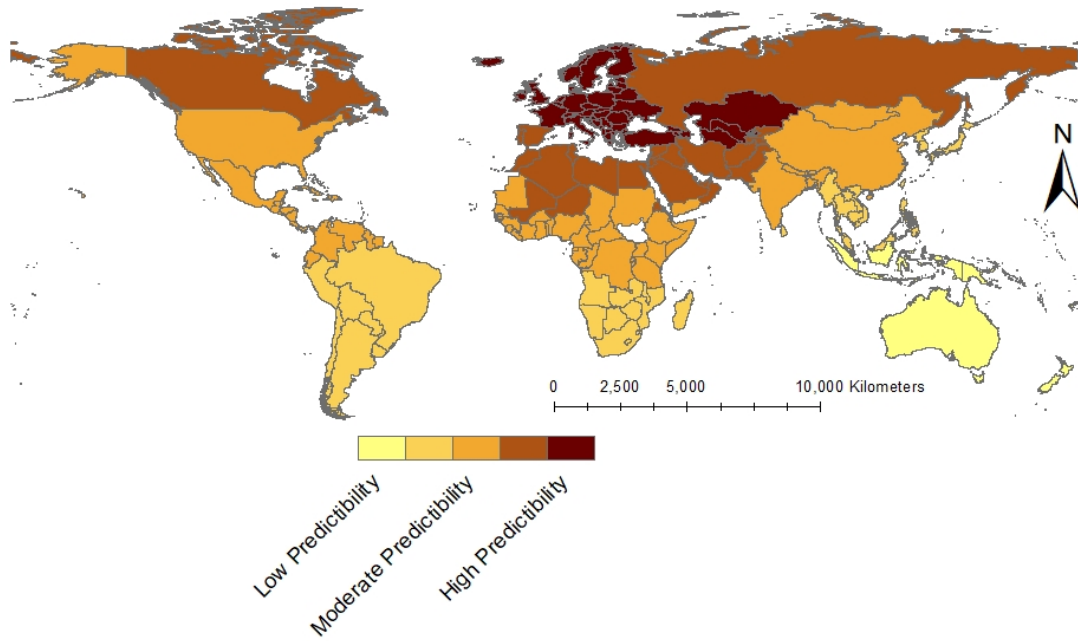 N
0 2,500 5,000 10,000 Kilometers
Low Predictibility
Moderate Predictibility
High Predictibility